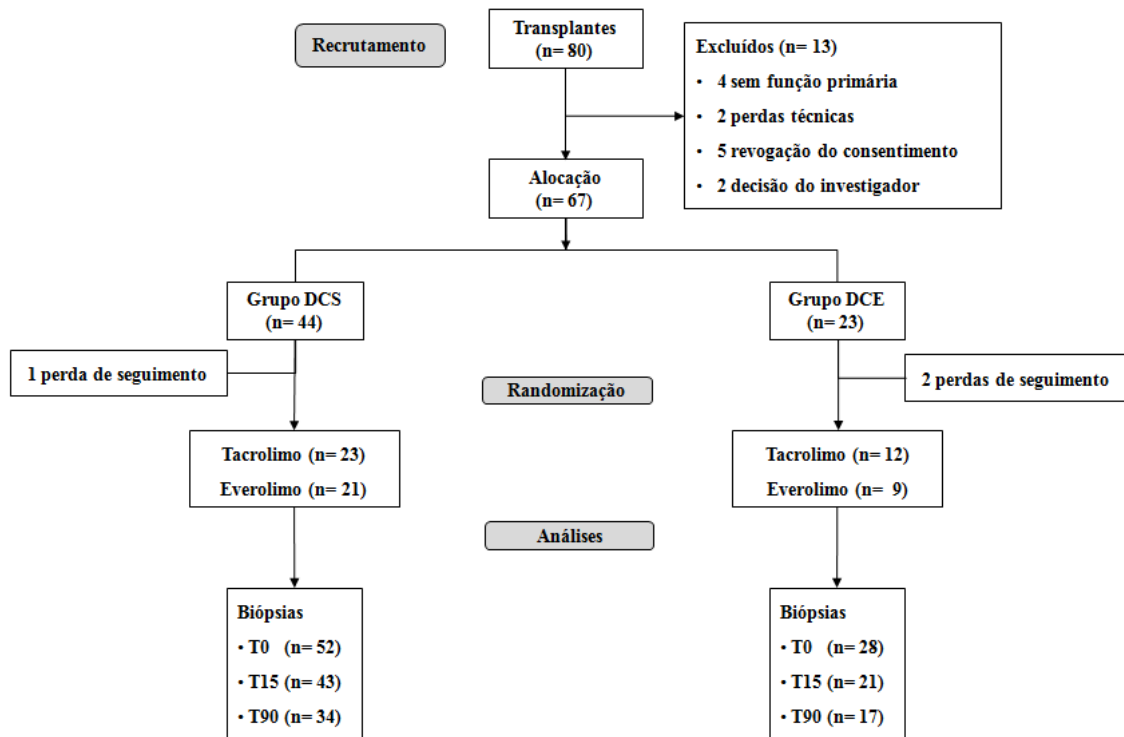 Recrutamento
Transplantes
(n= 80)
Excluídos (n= 13)
• 4 sem função primária
• 2 perdas técnicas
• 5 revogação do consentimento
• 2 decisão do investigador
Alocação
(n= 67)
Grupo DCS
(n= 44)
Grupo DCE
(n= 23)
1 perda de seguimento
2 perdas de seguimento
Randomização
Tacrolimo (n= 23)
Everolimo (n= 21)
Tacrolimo (n= 12)
Everolimo (n= 9)
Análises
Biópsias
• T0 (n= 52)
• T15 (n= 43)
• T90 (n= 34)
Biópsias
• T0 (n= 28)
• T15 (n= 21)
• T90 (n= 17)